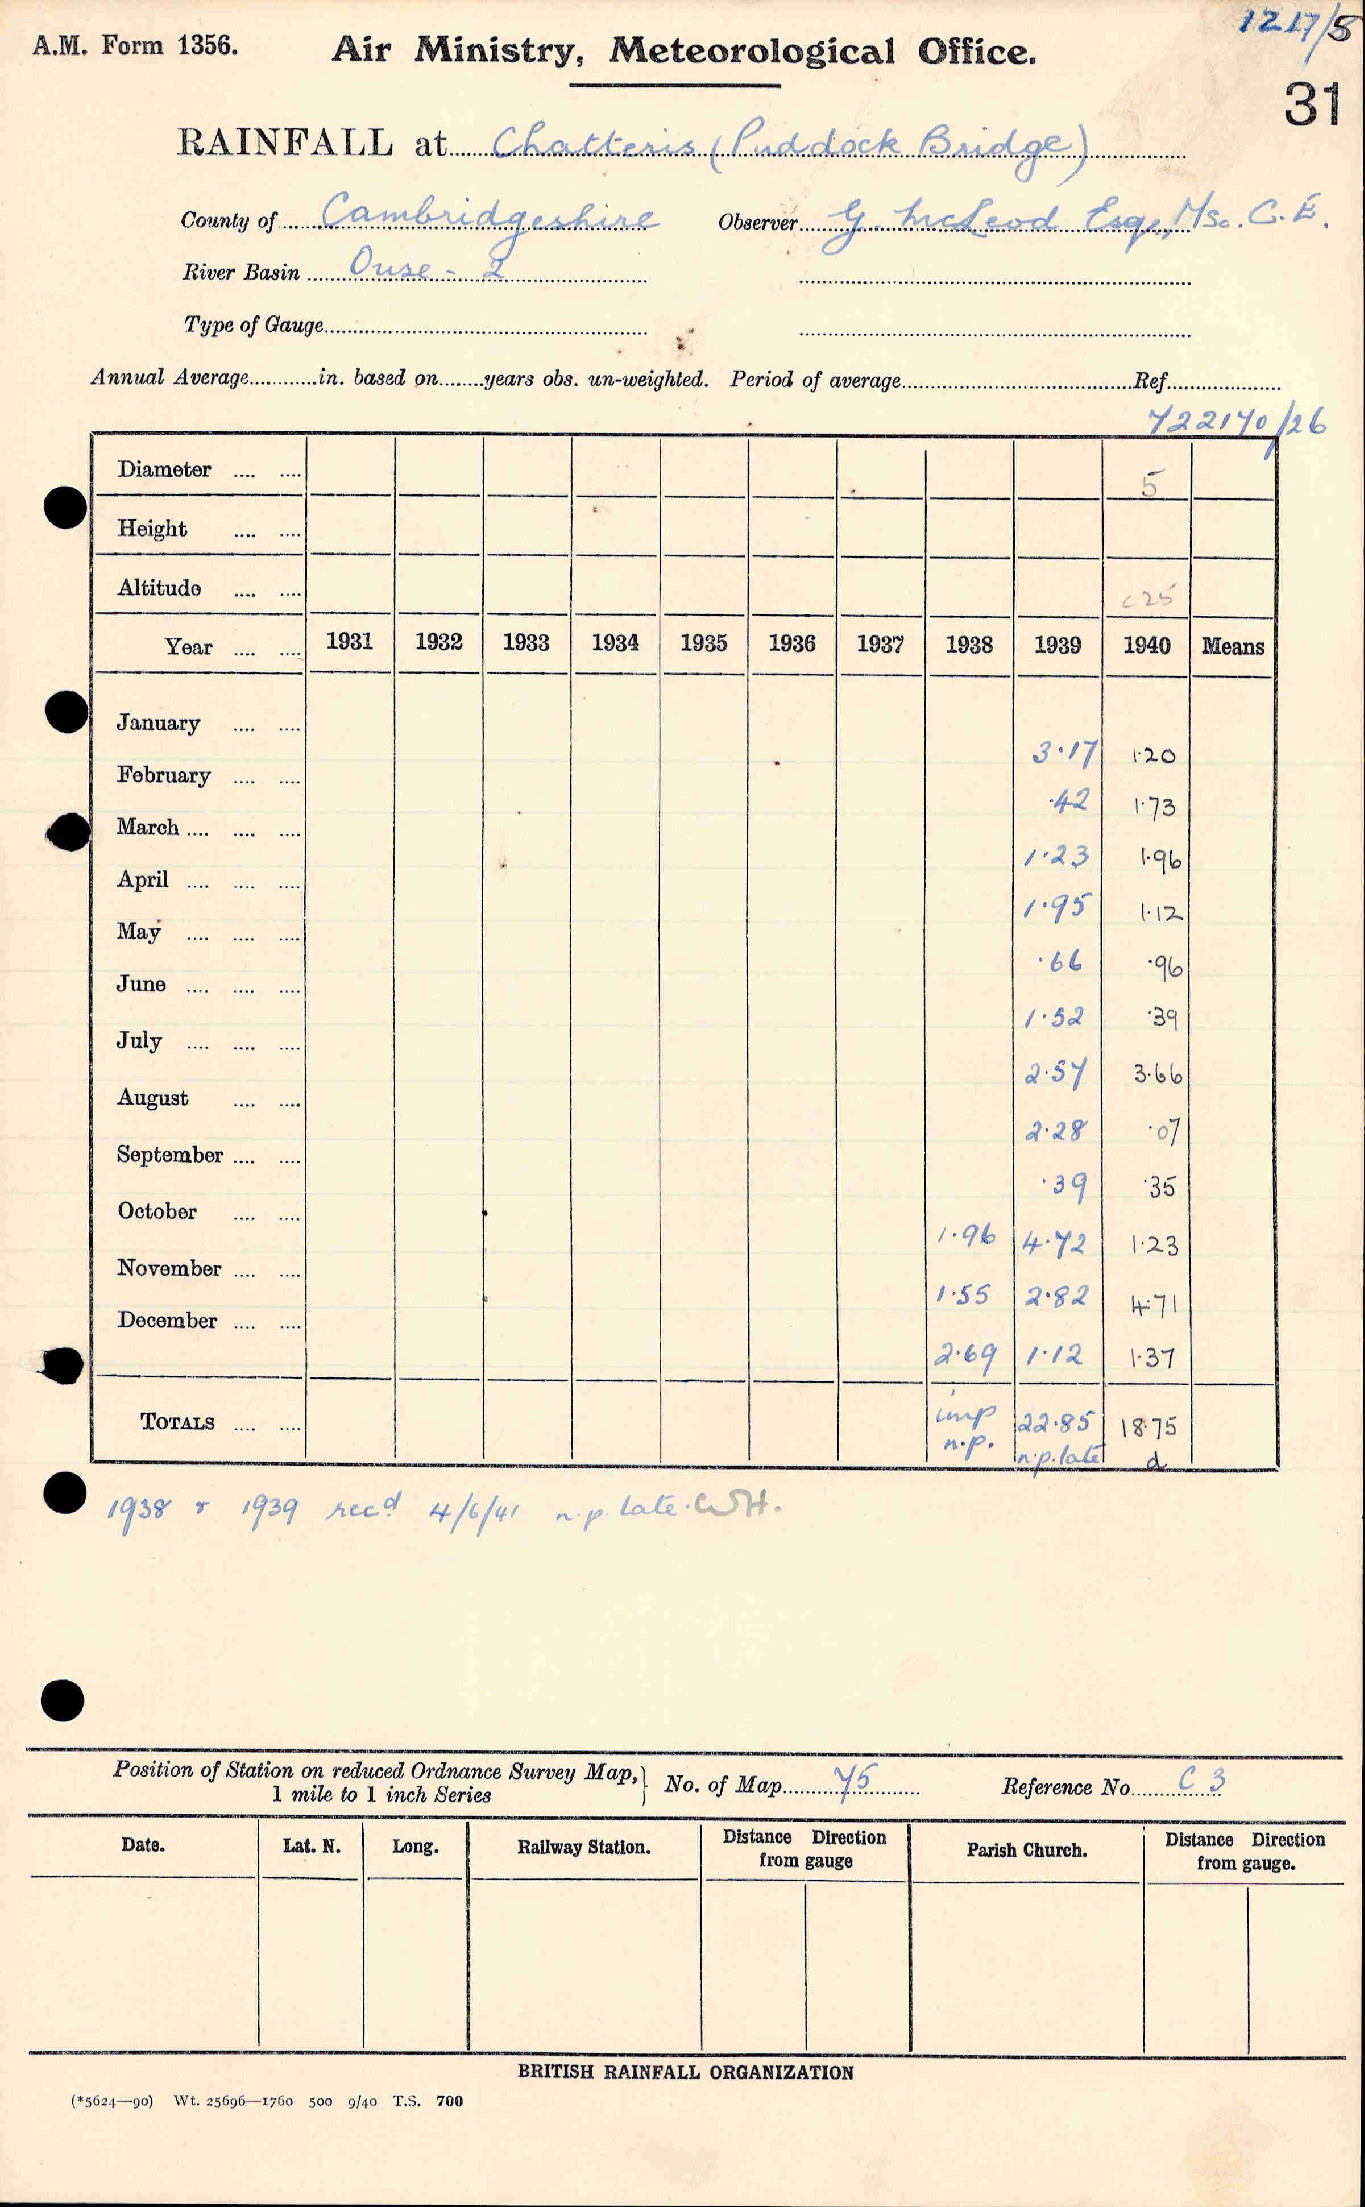 1217/8
A.M. Form 1356. Air Ministry, Meteorological Office.
31
RAINFALL at Chatteris (Puddock Bridge)
County of Cambridgeshire Observer G. McLeod Esq., MSc. C.E.
River Basin Ouse - 2
Type of Gauge
Annual Average in. based on years obs. un-weighted. Period of average Ref
722170/26
Diameter 5
Height
Altitude c25
Year 1931 1932 1933 1934 1935 1936 1937 1938 1939 1940 Means
January 3.17 1.20
February .42 1.73
March 1.23 1.96
April 1.95 1.12
May .66 .96
June 1.52 .39
July 2.57 3.66
August 2.28 .07
September .39 .35
October 1.96 4.72 1.23
November 1.55 2.82 4.71
December 2.69 1.12 1.37
TOTALS imp 22.85 18.75
n.p. n.p. late d
1938 & 1939 recd 4/6/41 n.p. late. CWH.
Position of Station on reduced Ordnance Survey Map, 1 mile to 1 inch Series No. of Map 75 Reference No. C 3
Date. Lat. N. Long. Railway Station. Distance Direction from gauge Parish Church. Distance Direction from gauge.
BRITISH RAINFALL ORGANIZATION
(*5624—90) Wt. 25696—1760 500 9/40 T.S. 700